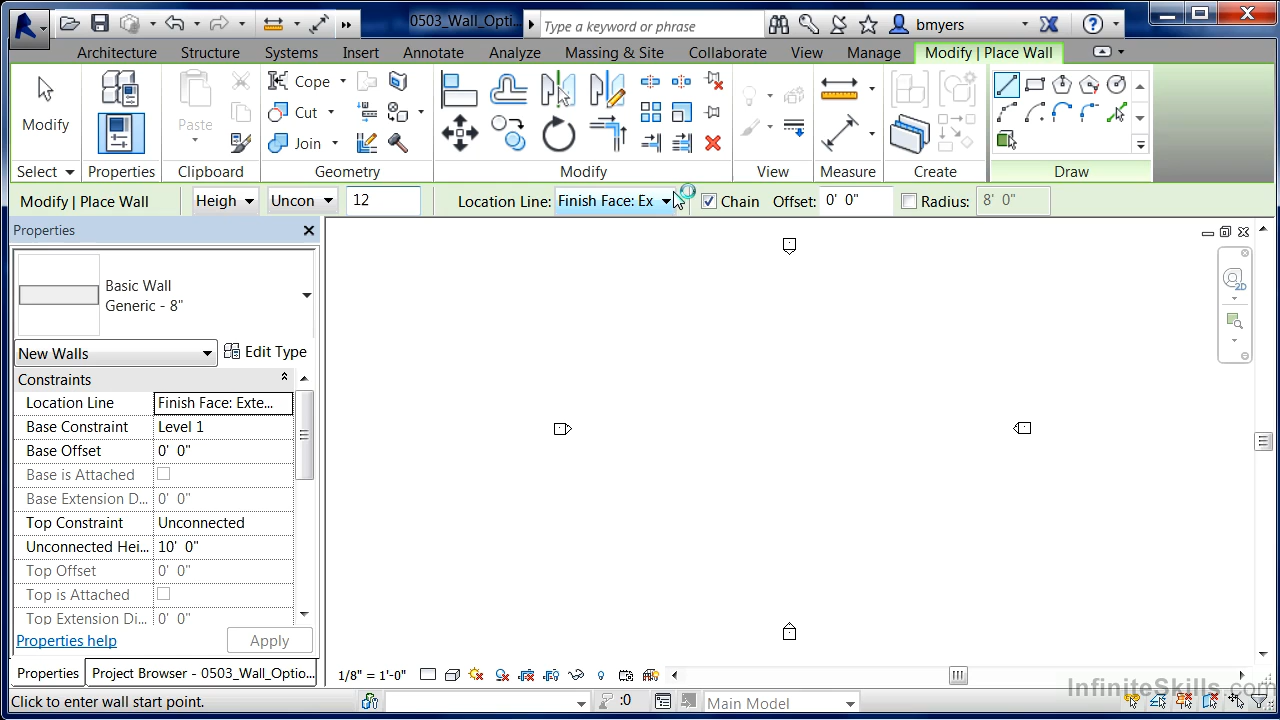 0503_Wall_Opti...
Type a keyword or phrase
bmyers
Architecture Structure Systems Insert Annotate Analyze Massing & Site Collaborate View Manage Modify | Place Wall
Modify
Paste
Cope
Cut
Join
Select Properties Clipboard Geometry Modify View Measure Create Draw
Modify | Place Wall Heigh Uncon 12 Location Line: Finish Face: Ex Chain Offset: 0' 0" Radius: 8' 0"
Properties
Basic Wall
Generic - 8"
New Walls Edit Type
Constraints
Location Line Finish Face: Exte...
Base Constraint Level 1
Base Offset 0' 0"
Base is Attached
Base Extension D... 0' 0"
Top Constraint Unconnected
Unconnected Hei... 10' 0"
Top Offset 0' 0"
Top is Attached
Top Extension Di... 0' 0"
Properties help Apply
Properties Project Browser - 0503_Wall_Optio...
1/8" = 1'-0"
2D
Click to enter wall start point.
:0
Main Model
InfiniteSkills.com